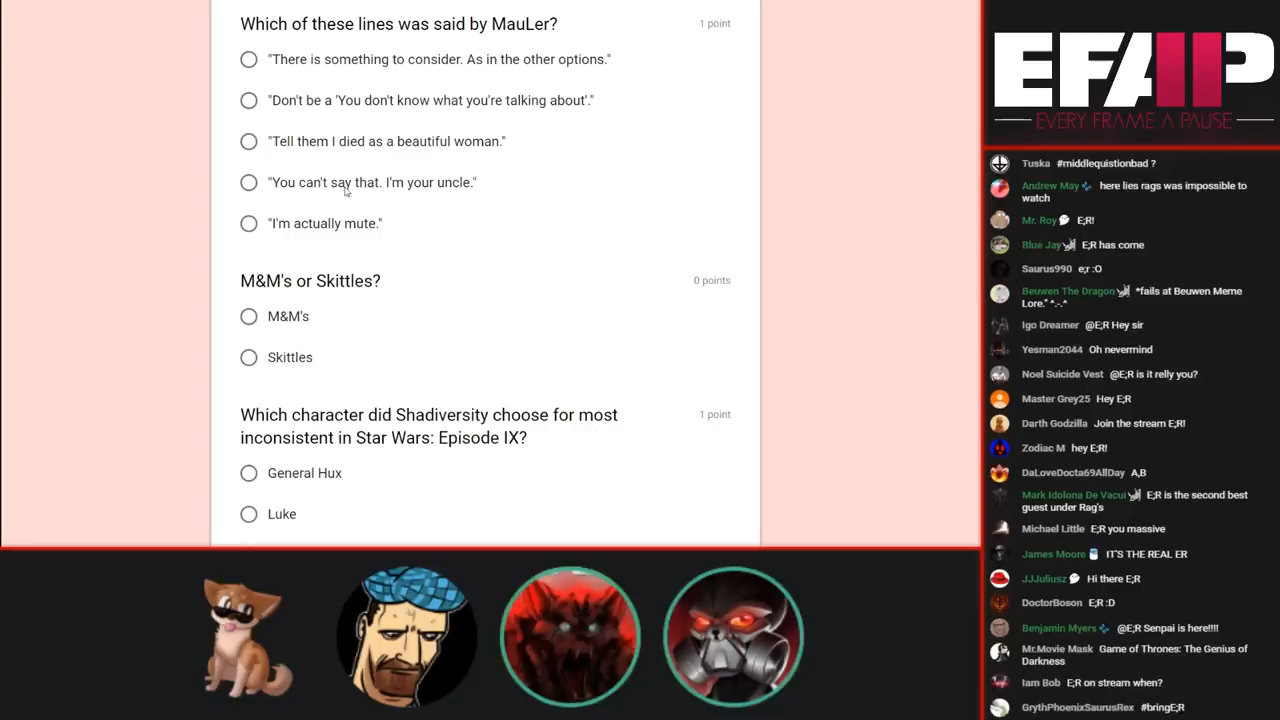 Which of these lines was said by MauLer?
1 point
"There is something to consider. As in the other options."
"Don't be a 'You don't know what you're talking about'."
"Tell them I died as a beautiful woman."
"You can't say that. I'm your uncle."
"I'm actually mute."
M&M's or Skittles?
0 points
M&M's
Skittles
Which character did Shadiversity choose for most
inconsistent in Star Wars: Episode IX?
1 point
General Hux
Luke
EFAP
EVERY FRAME A PAUSE
Tuska #middlequistionbad ?
Andrew May here lies rags was impossible to
watch
Mr. Roy E;R!
Blue Jay E;R has come
Saurus990 e;r :O
Beuwen The Dragon *fails at Beuwen Meme
Lore.* ^.-.^
Igo Dreamer @E;R Hey sir
Yesman2044 Oh nevermind
Noel Suicide Vest @E;R is it relly you?
Master Grey25 Hey E;R
Darth Godzilla Join the stream E;R!
Zodiac M hey E;R!
DaLoveDocta69AllDay A,B
Mark Idolona De Vacui E;R is the second best
guest under Rag's
Michael Little E;R you massive
James Moore IT'S THE REAL ER
JJJuliusz Hi there E;R
DoctorBoson E;R :D
Benjamin Myers @E;R Senpai is here!!!!
Mr.Movie Mask Game of Thrones: The Genius of
Darkness
Iam Bob E;R on stream when?
GrythPhoenixSaurusRex #bringE;R